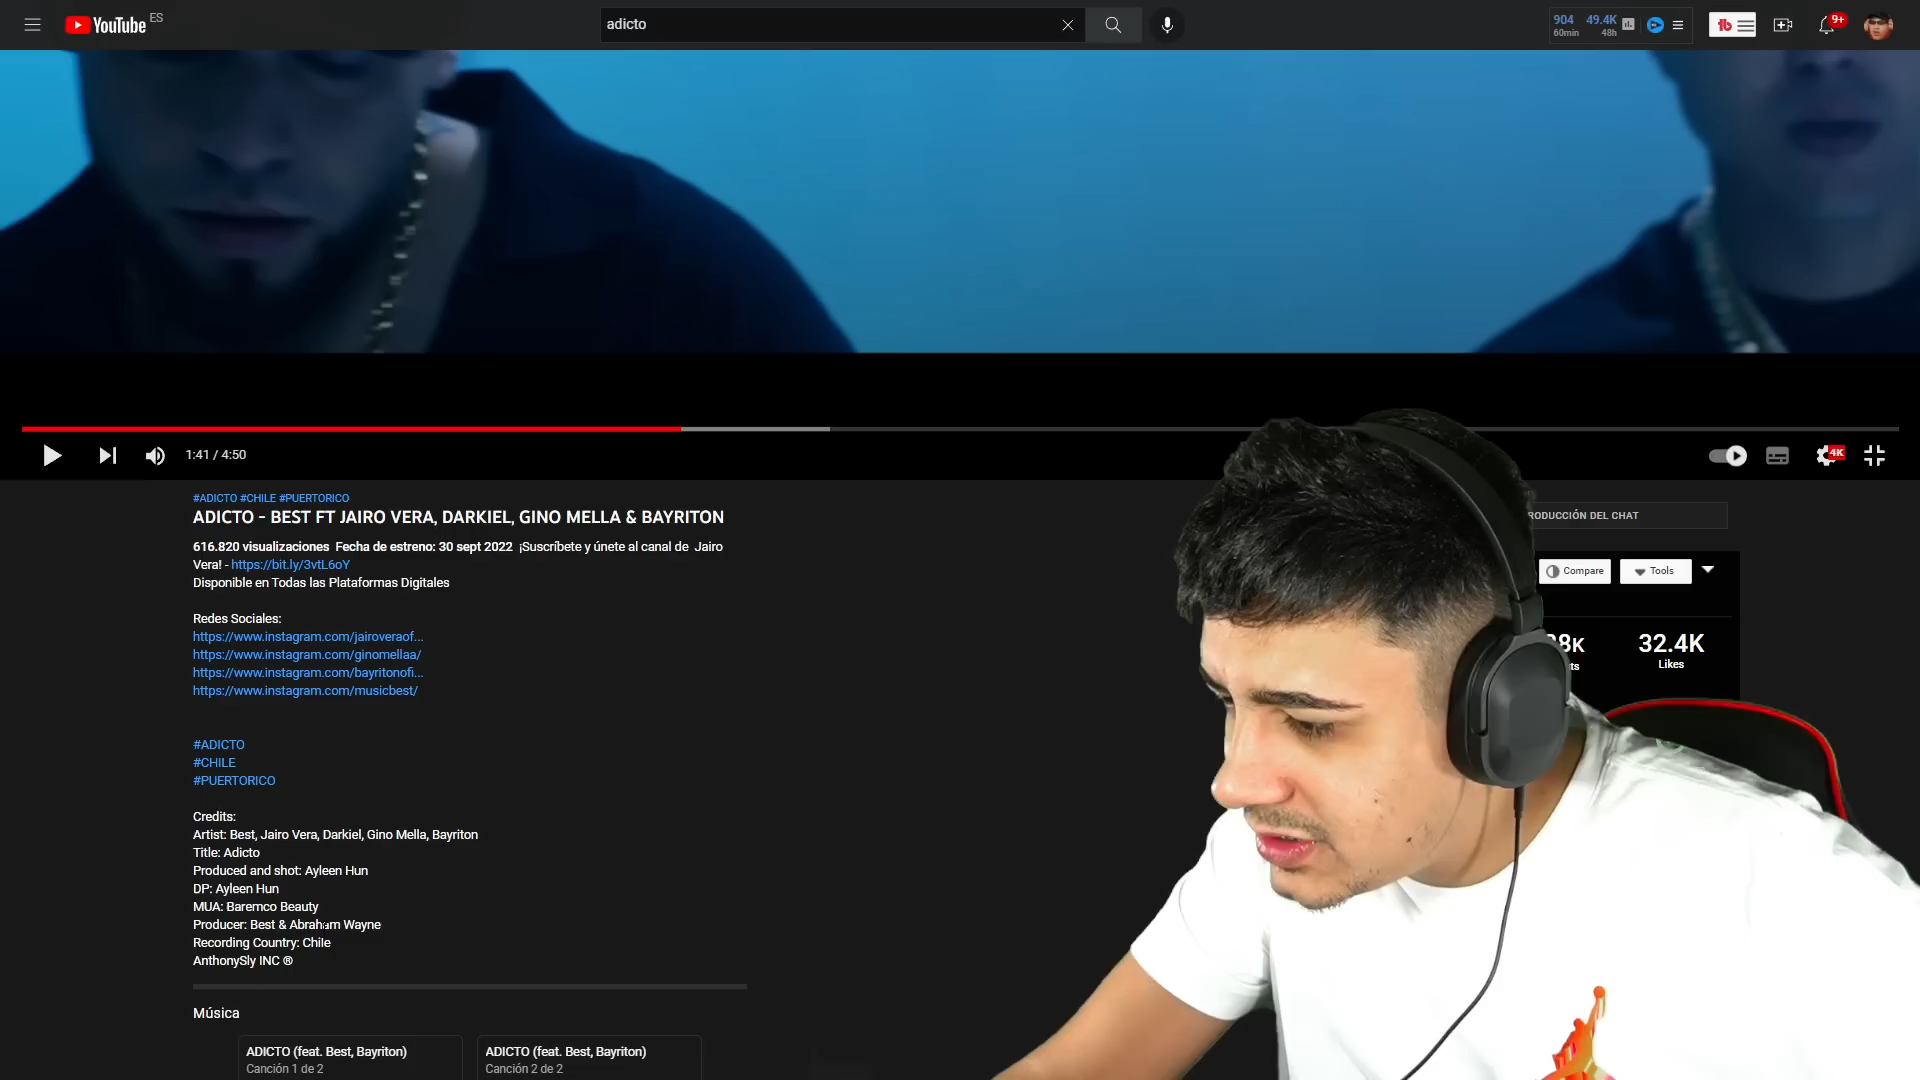 YouTube ES
adicto
904 49.4K
60min 48h
9+
1:41 / 4:50
4K
#ADICTO #CHILE #PUERTORICO
ADICTO - BEST FT JAIRO VERA, DARKIEL, GINO MELLA & BAYRITON
616.820 visualizaciones Fecha de estreno: 30 sept 2022 ¡Suscríbete y únete al canal de Jairo
Vera! - https://bit.ly/3vtL6oY
Disponible en Todas las Plataformas Digitales
Redes Sociales:
https://www.instagram.com/jairoveraof...
https://www.instagram.com/ginomellaa/
https://www.instagram.com/bayritonofi...
https://www.instagram.com/musicbest/
#ADICTO
#CHILE
#PUERTORICO
Credits:
Artist: Best, Jairo Vera, Darkiel, Gino Mella, Bayriton
Title: Adicto
Produced and shot: Ayleen Hun
DP: Ayleen Hun
MUA: Baremco Beauty
Producer: Best & Abraham Wayne
Recording Country: Chile
AnthonySly INC ®
Música
ADICTO (feat. Best, Bayriton)
Canción 1 de 2
ADICTO (feat. Best, Bayriton)
Canción 2 de 2
DEL CHAT
Compare
Tools
32.4K
Likes